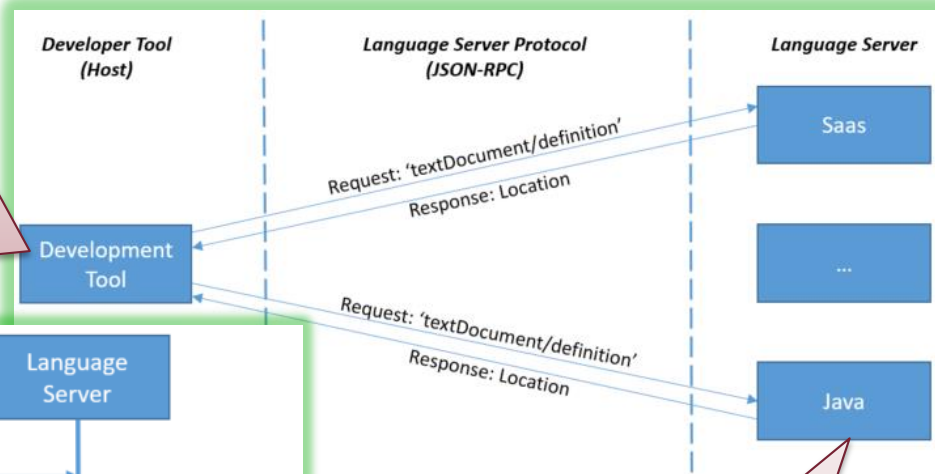 Developer Tool
(Host)
Language Server Protocol
(JSON-RPC)
Language Server
Saas
Request: ‘textDocument/definition’
Response: Location
Development
Tool
...
Request: ‘textDocument/definition’
Response: Location
Java
Language
Server